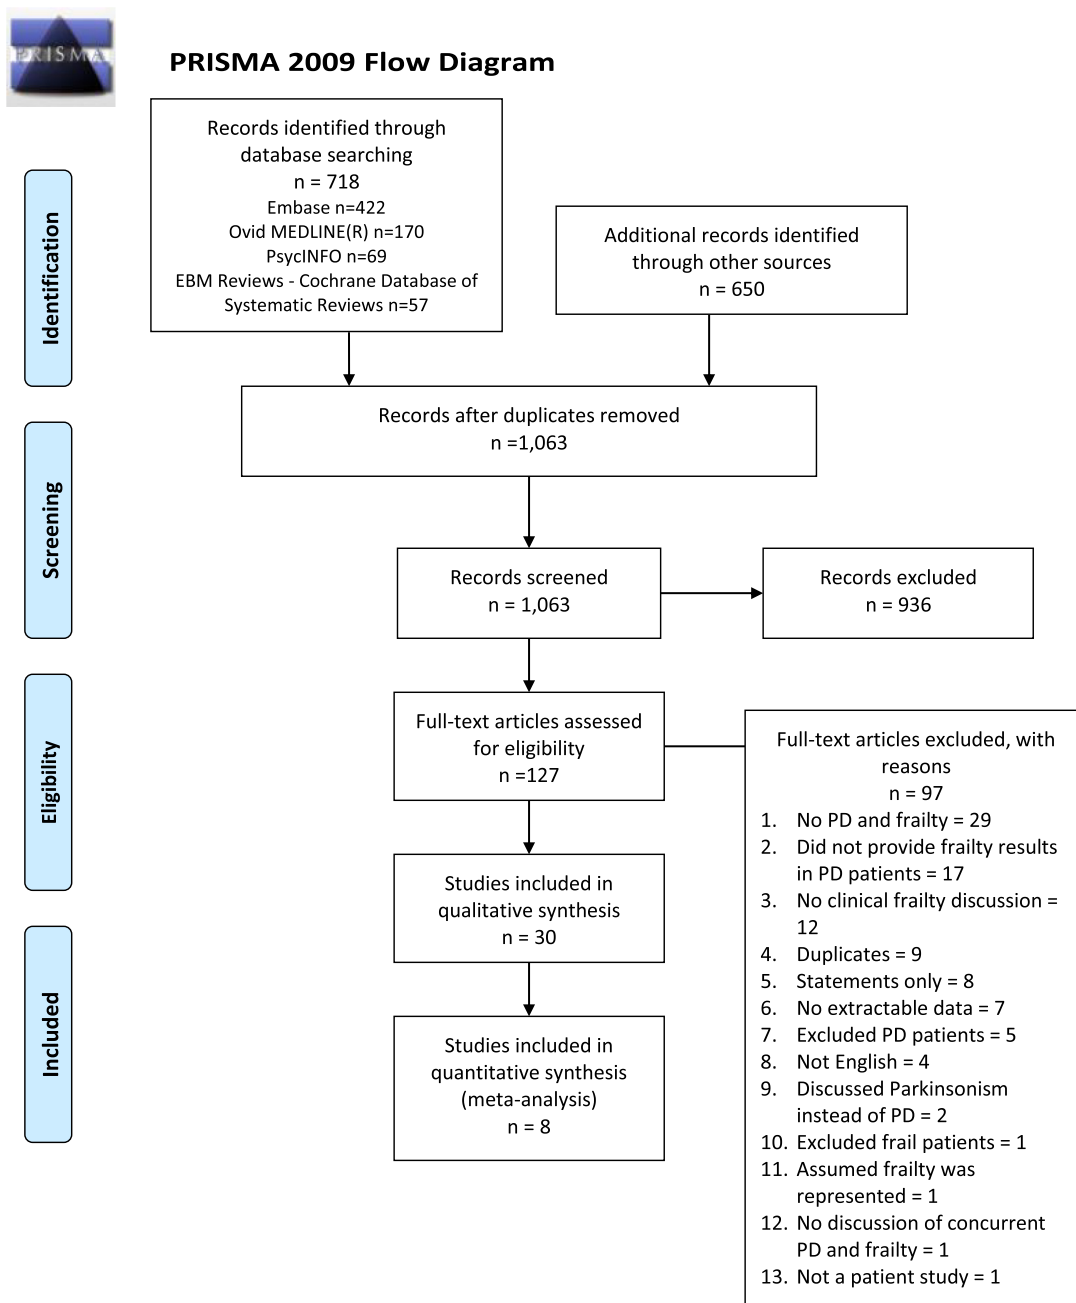 PRISMA
PRISMA 2009 Flow Diagram
Identification
Records identified through
database searching
n = 718
Embase n=422
Ovid MEDLINE(R) n=170
PsycINFO n=69
EBM Reviews - Cochrane Database of
Systematic Reviews n=57
Additional records identified
through other sources
n = 650
Records after duplicates removed
n =1,063
Screening
Records screened
n = 1,063
Records excluded
n = 936
Eligibility
Full-text articles assessed
for eligibility
n =127
Full-text articles excluded, with
reasons
n = 97
1. No PD and frailty = 29
2. Did not provide frailty results
in PD patients = 17
3. No clinical frailty discussion =
12
4. Duplicates = 9
5. Statements only = 8
6. No extractable data = 7
7. Excluded PD patients = 5
8. Not English = 4
9. Discussed Parkinsonism
instead of PD = 2
10. Excluded frail patients = 1
11. Assumed frailty was
represented = 1
12. No discussion of concurrent
PD and frailty = 1
13. Not a patient study = 1
Studies included in
qualitative synthesis
n = 30
Included
Studies included in
quantitative synthesis
(meta-analysis)
n = 8